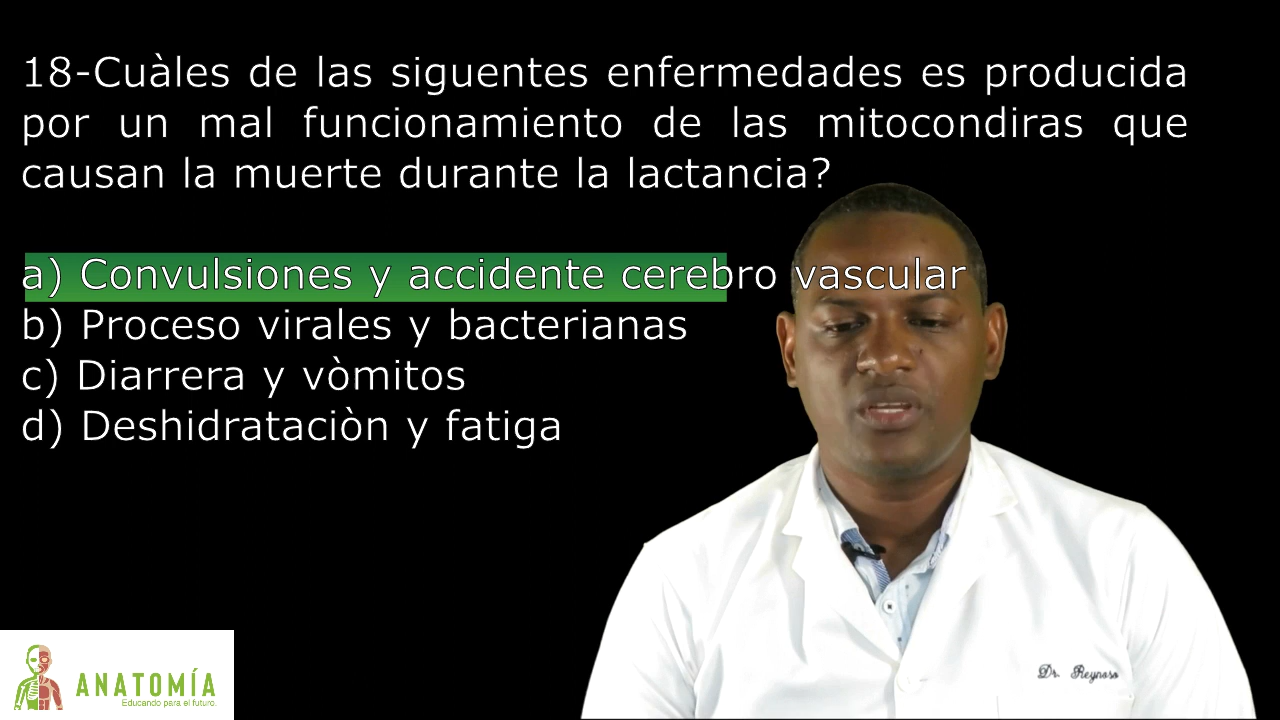 18-Cuàles de las siguentes enfermedades es producida
por un mal funcionamiento de las mitocondiras que
causan la muerte durante la lactancia?
a) Convulsiones y accidente cerebro vascular
b) Proceso virales y bacterianas
c) Diarrera y vòmitos
d) Deshidrataciòn y fatiga
Dr. Reynoso
ANATOMÍA
Educando para el futuro.